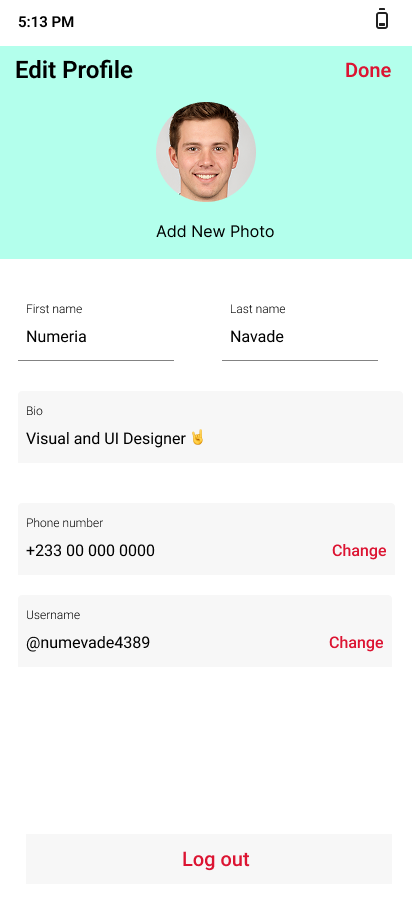 5:13 PM
Edit Profile Done
Add New Photo
First name Last name
Numeria Navade
Bio
Visual and UI Designer 🤘
Phone number
+233 00 000 0000 Change
Username
@numevade4389 Change
Log out